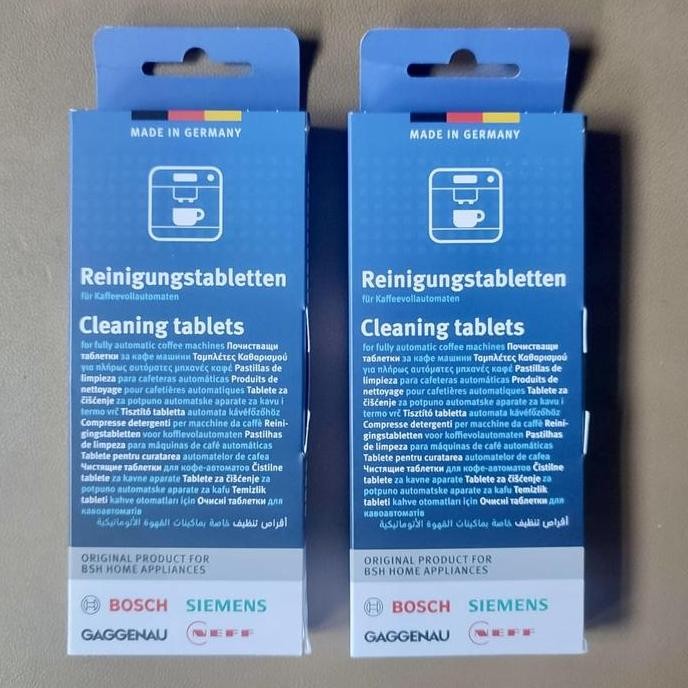 MADE IN GERMANY
Reinigungstabletten
für Kaffeevollautomaten
Cleaning tablets
for fully automatic coffee machines Почистващи
таблетки за кафе машини Ταμπλέτες Καθαρισμού
για πλήρως αυτόματες μηχανές καφέ Pastillas de
limpieza para cafeteras automáticas Produits de
nettoyage pour cafetières automatiques Tablete za
čišćenje za potpuno automatske aparate za kavu i
termo vrč Tisztító tabletta automata kávéfőzőhöz
Compresse detergenti per macchine da caffè Reini-
gingstabletten voor koffievolautomaten Pastilhas
de limpeza para máquinas de café automáticas
Tablete pentru curatarea automatelor de cafea
Чистящие таблетки для кофе-автоматов Čistilne
tablete za kavne aparate Tablete za čišćenje za
potpuno automatske aparate za kafu Temizlik
tableti kahve otomatları için Очисні таблетки для
кавоавтоматів
أقراص تنظيف خاصة بماكينات القهوة الأتوماتيكية
ORIGINAL PRODUCT FOR
BSH HOME APPLIANCES
BOSCH SIEMENS
GAGGENAU NEFF
MADE IN GERMANY
Reinigungstabletten
für Kaffeevollautomaten
Cleaning tablets
for fully automatic coffee machines Почистващи
таблетки за кафе машини Ταμπλέτες Καθαρισμού
για πλήρως αυτόματες μηχανές καφέ Pastillas de
limpieza para cafeteras automáticas Produits de
nettoyage pour cafetières automatiques Tablete za
čišćenje za potpuno automatske aparate za kavu i
termo vrč Tisztító tabletta automata kávéfőzőhöz
Compresse detergenti per macchine da caffè Reini-
gingstabletten voor koffievolautomaten Pastilhas
de limpeza para máquinas de café automáticas
Tablete pentru curatarea automatelor de cafea
Чистящие таблетки для кофе-автоматов Čistilne
tablete za kavne aparate Tablete za čišćenje za
potpuno automatske aparate za kafu Temizlik
tableti kahve otomatları için Очисні таблетки для
кавоавтоматів
أقراص تنظيف خاصة بماكينات القهوة الأتوماتيكية
ORIGINAL PRODUCT FOR
BSH HOME APPLIANCES
BOSCH SIEMENS
GAGGENAU NEFF